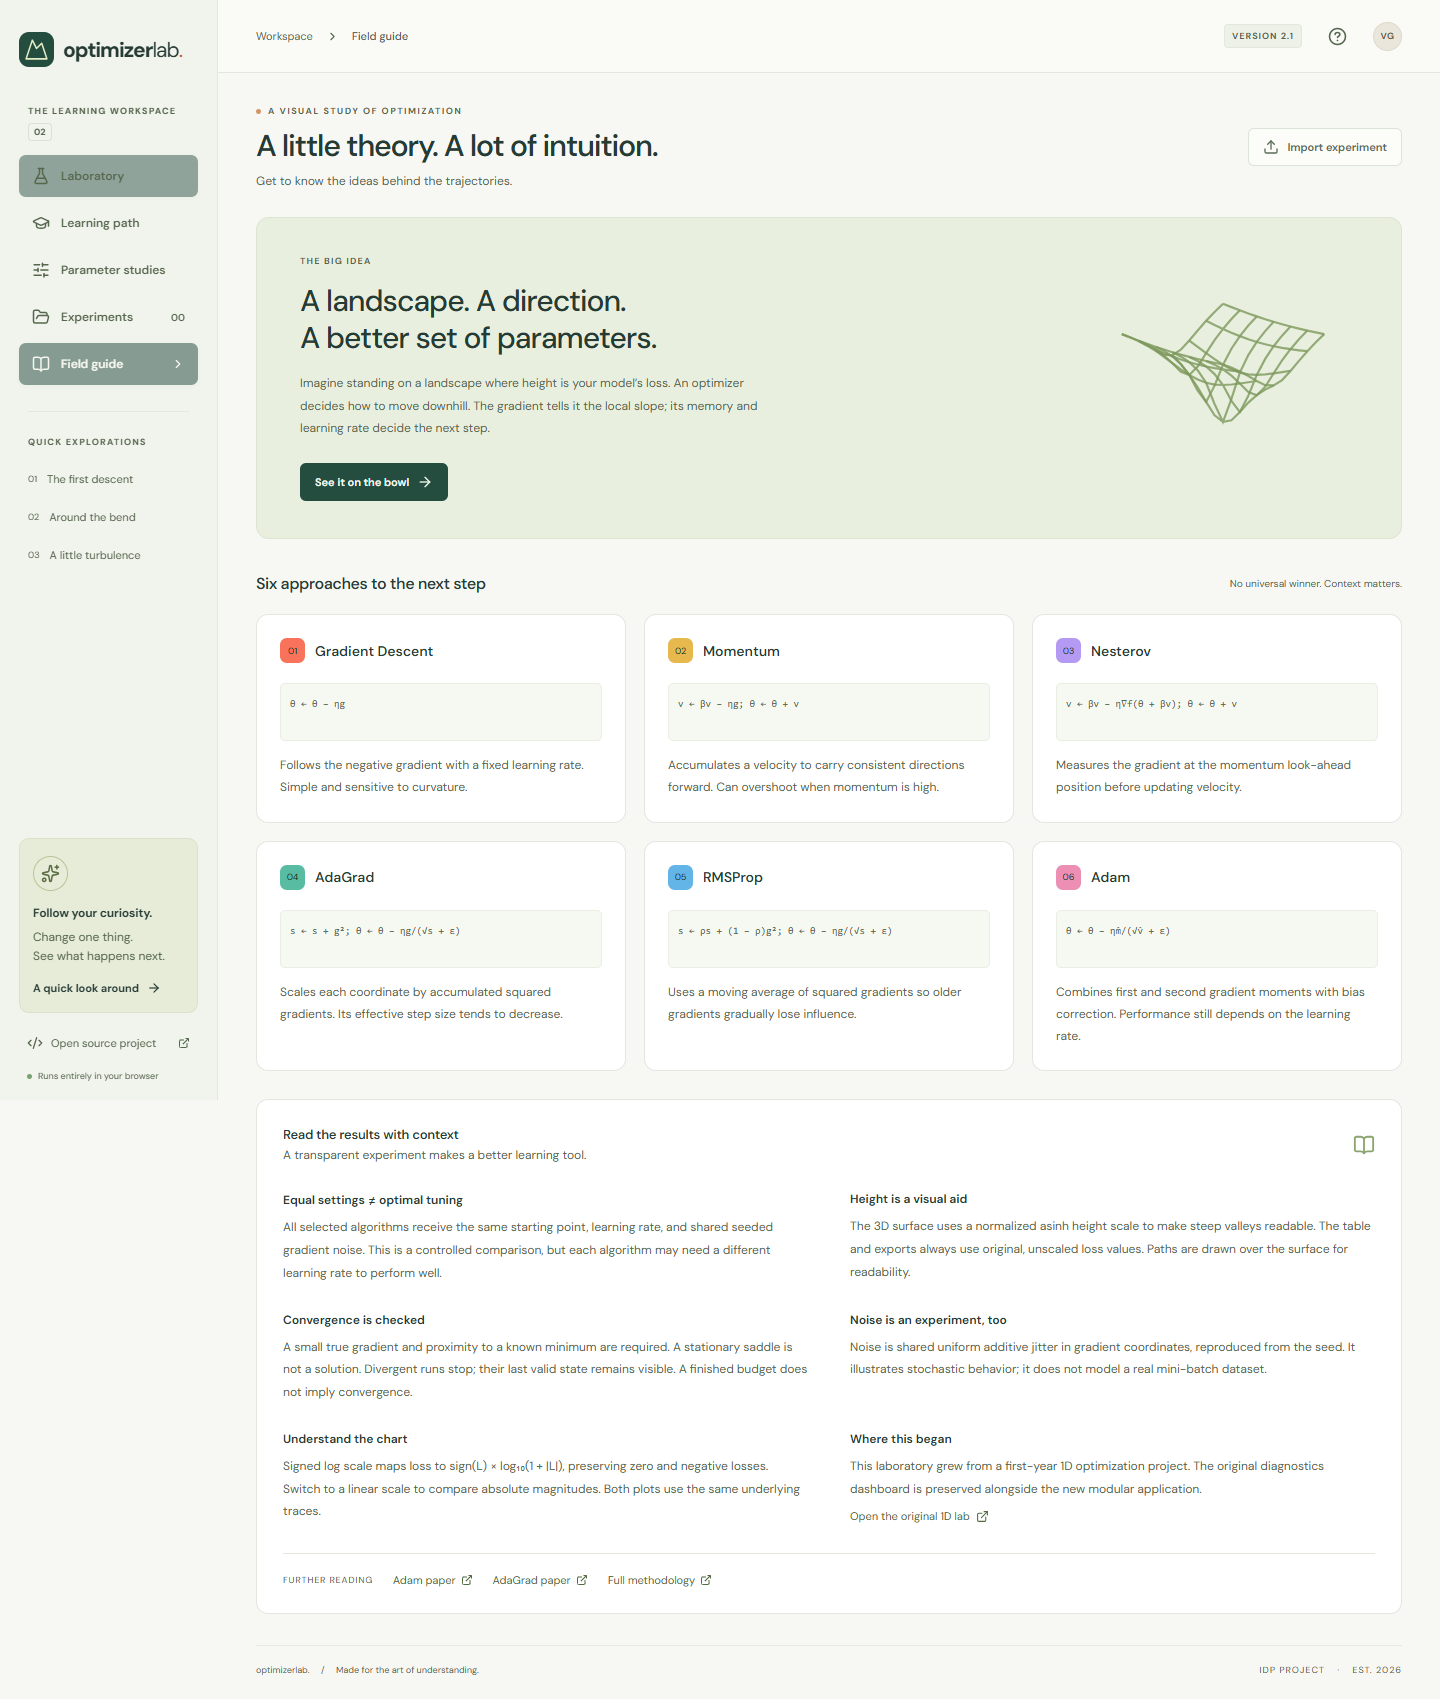 optimizerlab.
THE LEARNING WORKSPACE
02
Laboratory
Learning path
Parameter studies
Experiments 00
Field guide
QUICK EXPLORATIONS
01 The first descent
02 Around the bend
03 A little turbulence
Follow your curiosity.
Change one thing.
See what happens next.
A quick look around
Open source project
Runs entirely in your browser
Workspace > Field guide
VERSION 2.1
VG
A VISUAL STUDY OF OPTIMIZATION
A little theory. A lot of intuition.
Get to know the ideas behind the trajectories.
Import experiment
THE BIG IDEA
A landscape. A direction.
A better set of parameters.
Imagine standing on a landscape where height is your model's loss. An optimizer
decides how to move downhill. The gradient tells it the local slope; its memory and
learning rate decide the next step.
See it on the bowl →
Six approaches to the next step
No universal winner. Context matters.
01 Gradient Descent
θ ← θ − ηg
Follows the negative gradient with a fixed learning rate.
Simple and sensitive to curvature.
02 Momentum
v ← βv − ηg; θ ← θ + v
Accumulates a velocity to carry consistent directions
forward. Can overshoot when momentum is high.
03 Nesterov
v ← βv − η∇f(θ + βv); θ ← θ + v
Measures the gradient at the momentum look-ahead
position before updating velocity.
04 AdaGrad
s ← s + g²; θ ← θ − ηg/(√s + ε)
Scales each coordinate by accumulated squared
gradients. Its effective step size tends to decrease.
05 RMSProp
s ← ρs + (1 − ρ)g²; θ ← θ − ηg/(√s + ε)
Uses a moving average of squared gradients so older
gradients gradually lose influence.
06 Adam
θ ← θ − ηm̂/(√v̂ + ε)
Combines first and second gradient moments with bias
correction. Performance still depends on the learning
rate.
Read the results with context
A transparent experiment makes a better learning tool.
Equal settings ≠ optimal tuning
All selected algorithms receive the same starting point, learning rate, and shared seeded
gradient noise. This is a controlled comparison, but each algorithm may need a different
learning rate to perform well.
Height is a visual aid
The 3D surface uses a normalized asinh height scale to make steep valleys readable. The table
and exports always use original, unscaled loss values. Paths are drawn over the surface for
readability.
Convergence is checked
A small true gradient and proximity to a known minimum are required. A stationary saddle is
not a solution. Divergent runs stop; their last valid state remains visible. A finished budget does
not imply convergence.
Noise is an experiment, too
Noise is shared uniform additive jitter in gradient coordinates, reproduced from the seed. It
illustrates stochastic behavior; it does not model a real mini-batch dataset.
Understand the chart
Signed log scale maps loss to sign(L) × log₁₀(1 + |L|), preserving zero and negative losses.
Switch to a linear scale to compare absolute magnitudes. Both plots use the same underlying
traces.
Where this began
This laboratory grew from a first-year 1D optimization project. The original diagnostics
dashboard is preserved alongside the new modular application.
Open the original 1D lab
FURTHER READING Adam paper AdaGrad paper Full methodology
optimizerlab. / Made for the art of understanding.
IDP PROJECT · EST. 2026